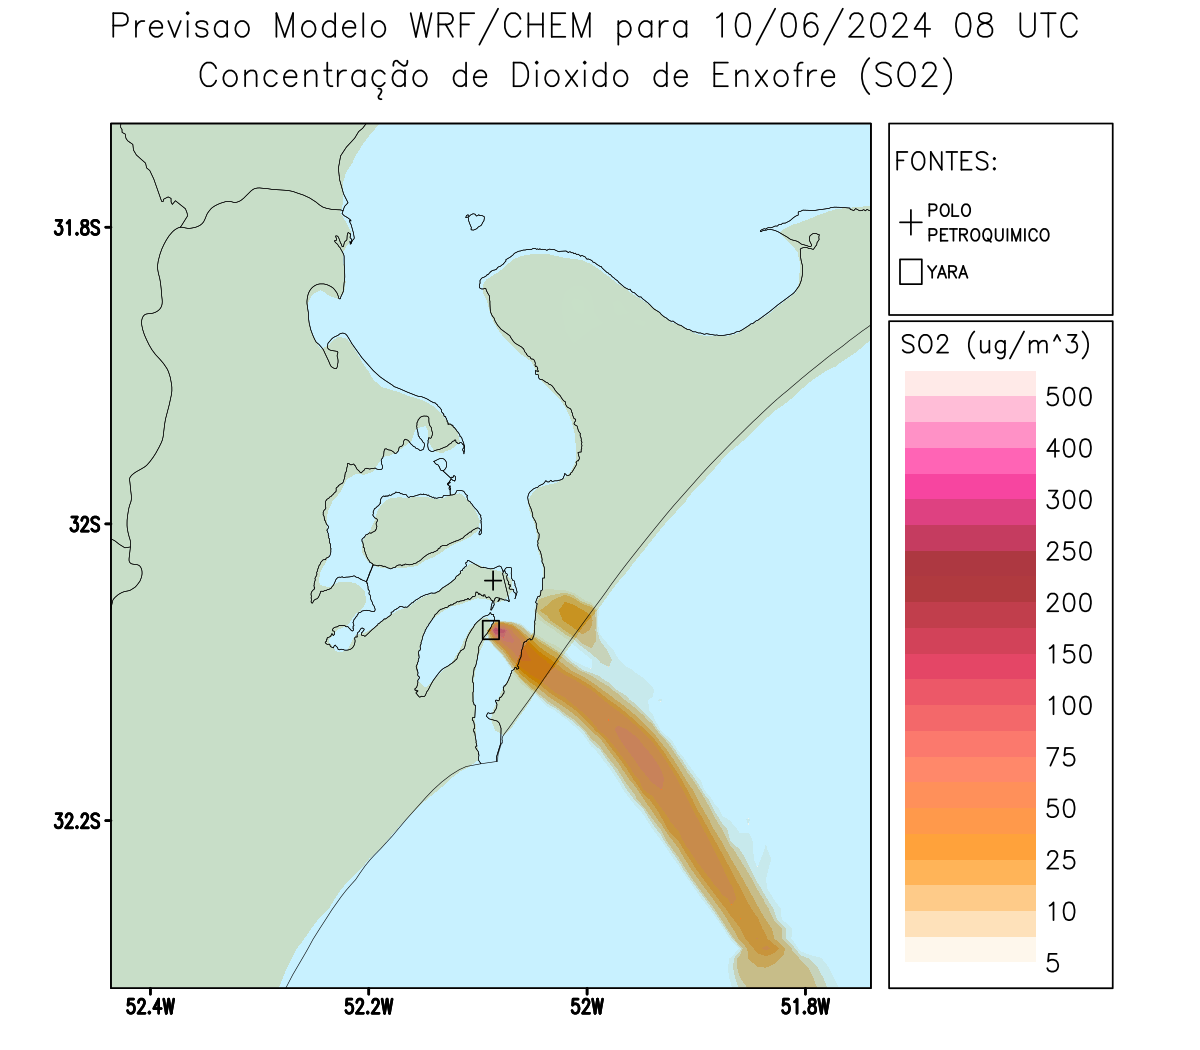 Previsao Modelo WRF/CHEM para 10/06/2024 08 UTC
Concentração de Dioxido de Enxofre (SO2)
FONTES:
POLO
PETROQUIMICO
YARA
SO2 (ug/m^3)
500
400
300
250
200
150
100
75
50
25
10
5
31.8S
32S
32.2S
52.4W
52.2W
52W
51.8W